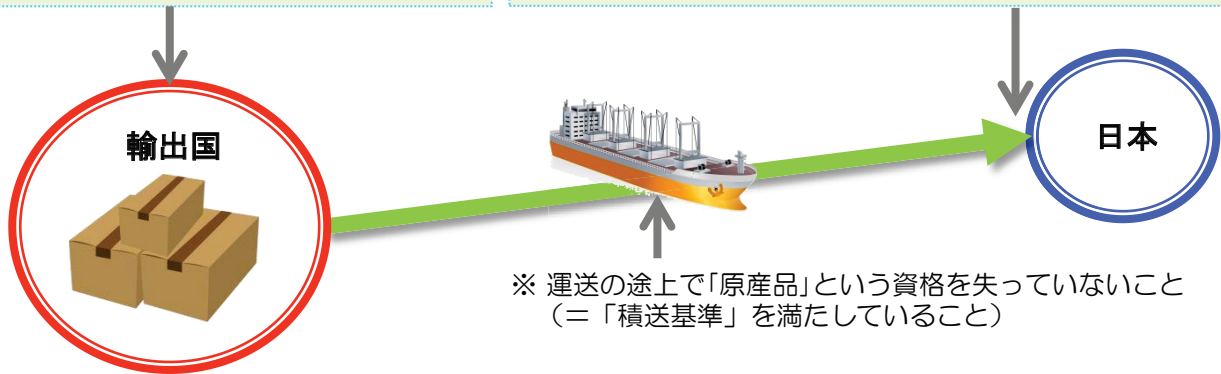 輸出国
日本
※ 運送の途上で「原産品」という資格を失っていないこと
（＝「積送基準」を満たしていること）